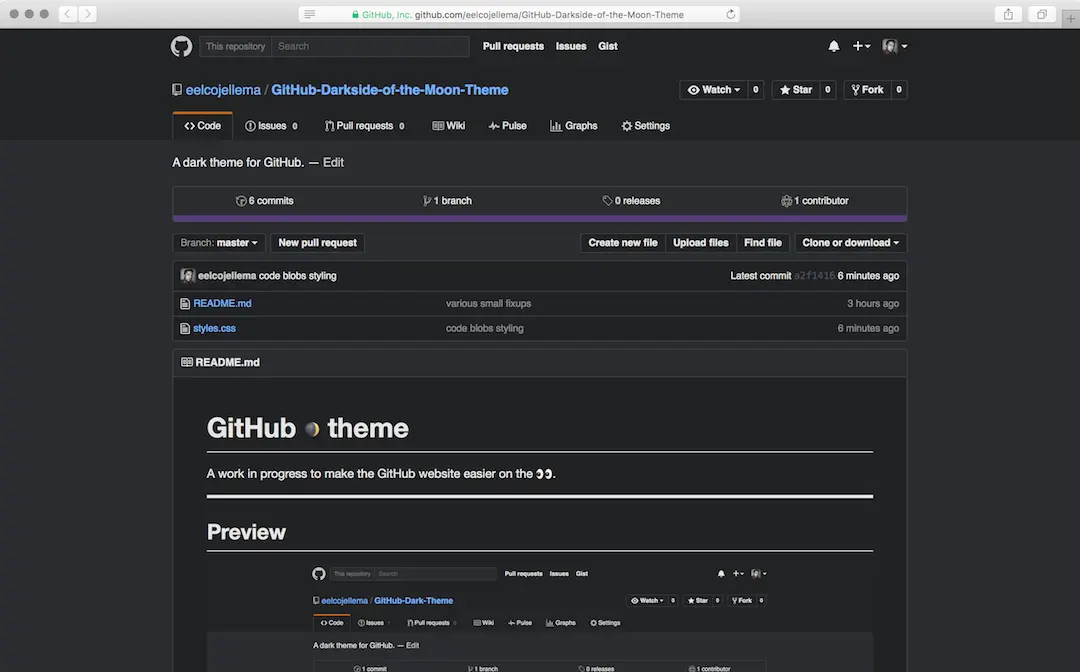 GitHub, Inc. github.com/eelcojellema/GitHub-Darkside-of-the-Moon-Theme
This repository Search Pull requests Issues Gist
eelcojellema / GitHub-Darkside-of-the-Moon-Theme Watch 0 Star 0 Fork 0
Code Issues 0 Pull requests 0 Wiki Pulse Graphs Settings
A dark theme for GitHub. — Edit
6 commits 1 branch 0 releases 1 contributor
Branch: master New pull request Create new file Upload files Find file Clone or download
eelcojellema code blobs styling Latest commit a2f1416 6 minutes ago
README.md various small fixups 3 hours ago
styles.css code blobs styling 6 minutes ago
README.md
GitHub 🌒 theme
A work in progress to make the GitHub website easier on the 👀.
Preview
This repository Search Pull requests Issues Gist
eelcojellema / GitHub-Dark-Theme Watch 0 Star 0 Fork 0
Code Issues Pull requests Wiki Pulse Graphs Settings
A dark theme for GitHub. — Edit
1 commit 1 branch 0 releases 1 contributor